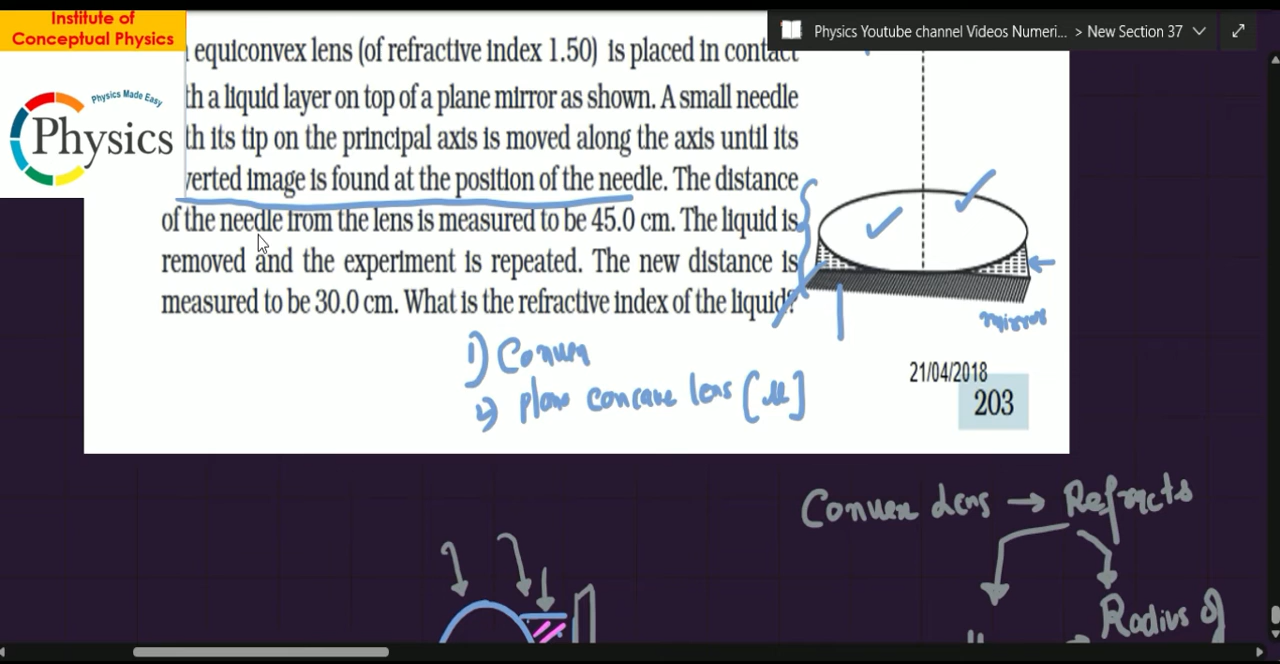 Institute of
Conceptual Physics
Physics Made Easy
Physics
Physics Youtube channel Videos Numeri... > New Section 37
equiconvex lens (of refractive index 1.50) is placed in contact
th a liquid layer on top of a plane mirror as shown. A small needle
th its tip on the principal axis is moved along the axis until its
verted image is found at the position of the needle. The distance
of the needle from the lens is measured to be 45.0 cm. The liquid is
removed and the experiment is repeated. The new distance is
measured to be 30.0 cm. What is the refractive index of the liquid?
mirror
1) Convex
2) plano concave lens [μ]
21/04/2018
203
Convex lens → Refracts
Radius of